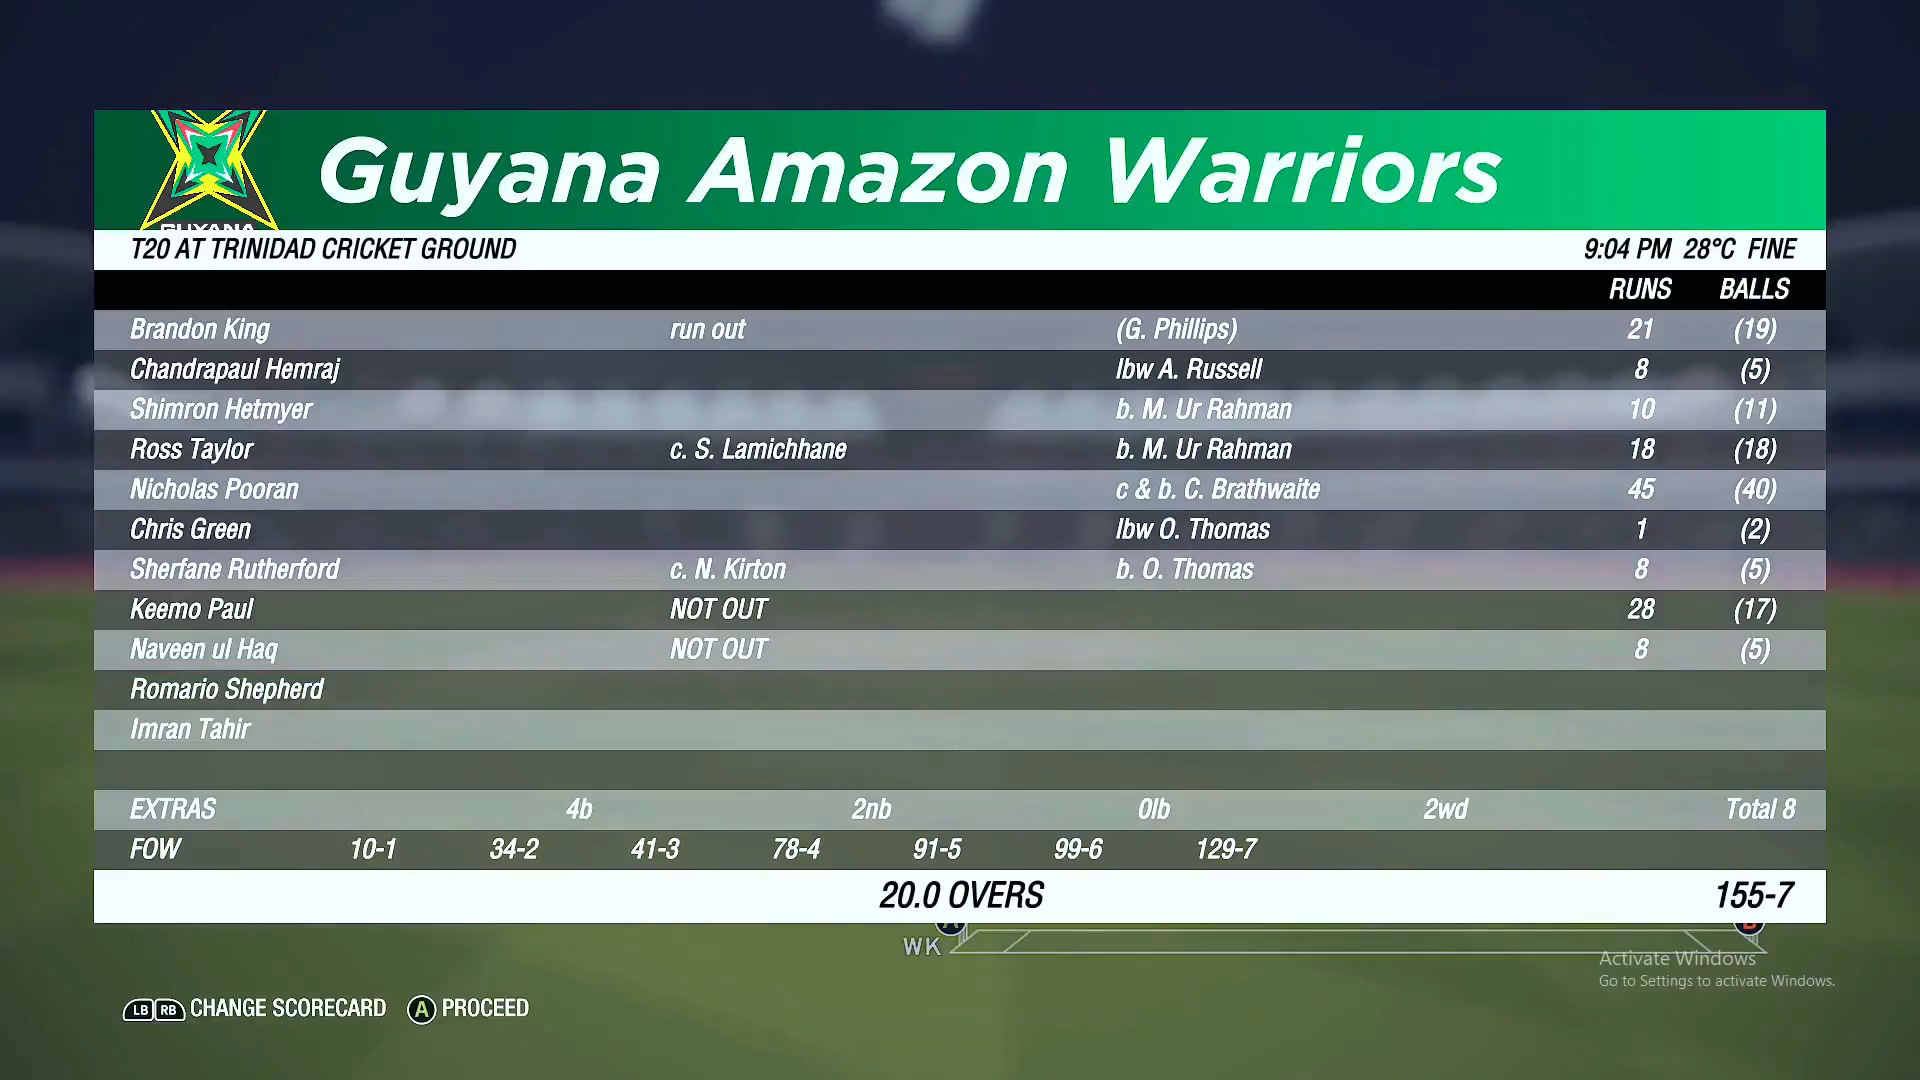 GUYANA
Guyana Amazon Warriors
T20 AT TRINIDAD CRICKET GROUND 9:04 PM 28°C FINE
RUNS BALLS
Brandon King run out (G. Phillips) 21 (19)
Chandrapaul Hemraj lbw A. Russell 8 (5)
Shimron Hetmyer b. M. Ur Rahman 10 (11)
Ross Taylor c. S. Lamichhane b. M. Ur Rahman 18 (18)
Nicholas Pooran c & b. C. Brathwaite 45 (40)
Chris Green lbw O. Thomas 1 (2)
Sherfane Rutherford c. N. Kirton b. O. Thomas 8 (5)
Keemo Paul NOT OUT 28 (17)
Naveen ul Haq NOT OUT 8 (5)
Romario Shepherd
Imran Tahir
EXTRAS 4b 2nb 0lb 2wd Total 8
FOW 10-1 34-2 41-3 78-4 91-5 99-6 129-7
20.0 OVERS 155-7
A B
WK
Activate Windows
Go to Settings to activate Windows.
LB RB CHANGE SCORECARD A PROCEED